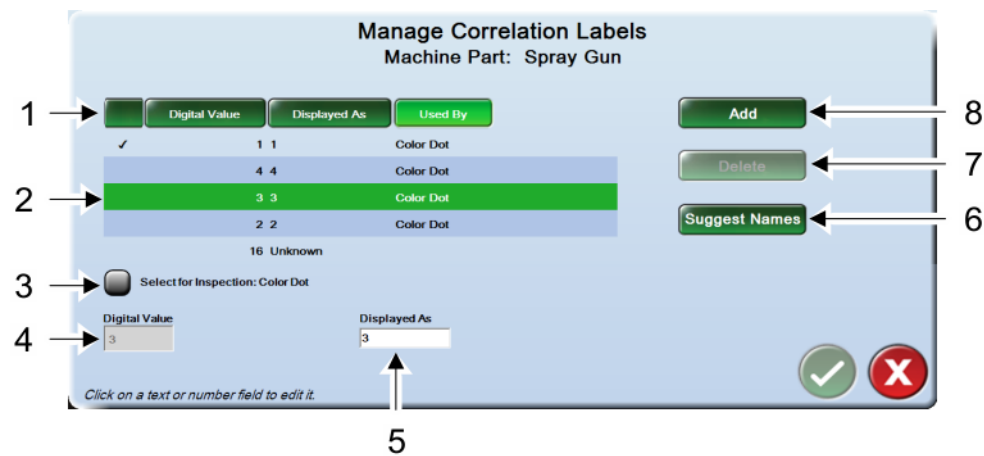 Manage Correlation Labels
Machine Part: Spray Gun
1 Digital Value Displayed As Used By Add 8
✓ 1 1 Color Dot
4 4 Color Dot Delete 7
2 3 3 Color Dot
2 2 Color Dot Suggest Names 6
16 Unknown
3 Select for Inspection: Color Dot
Digital Value Displayed As
4 3 3
Click on a text or number field to edit it.
5